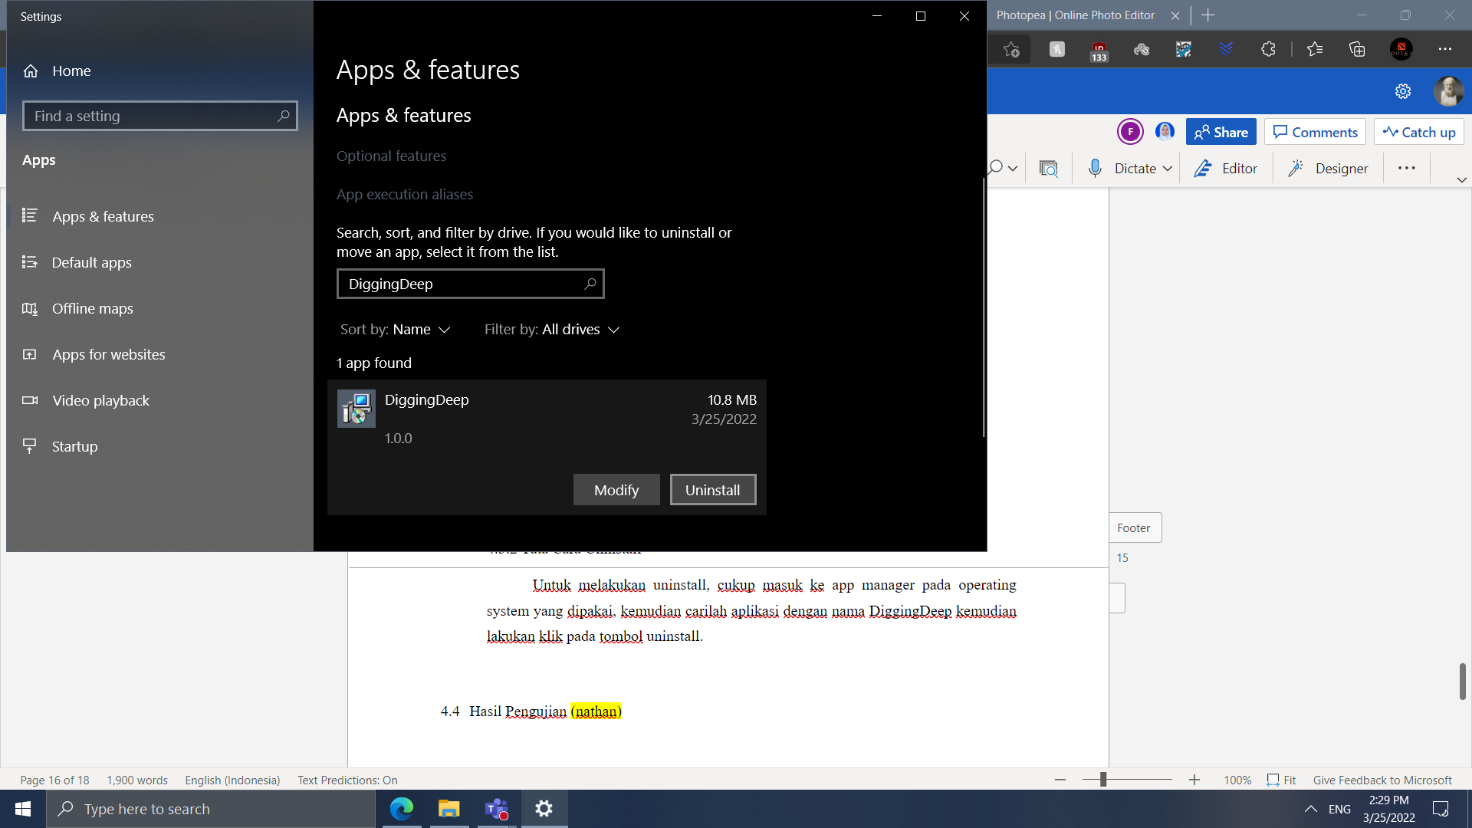 Settings
Photopea | Online Photo Editor
Home
Find a setting
Apps
Apps & features
Default apps
Offline maps
Apps for websites
Video playback
Startup
Apps & features
Apps & features
Optional features
App execution aliases
Search, sort, and filter by drive. If you would like to uninstall or
move an app, select it from the list.
DiggingDeep
Sort by: Name
Filter by: All drives
1 app found
DiggingDeep
10.8 MB
3/25/2022
1.0.0
Modify
Uninstall
133
F
Share
Comments
Catch up
Dictate
Editor
Designer
Footer
15
Untuk melakukan uninstall, cukup masuk ke app manager pada operating
system yang dipakai, kemudian carilah aplikasi dengan nama DiggingDeep kemudian
lakukan klik pada tombol uninstall.
4.4 Hasil Pengujian (nathan)
Page 16 of 18
1,900 words
English (Indonesia)
Text Predictions: On
100%
Fit
Give Feedback to Microsoft
Type here to search
ENG
2:29 PM
3/25/2022